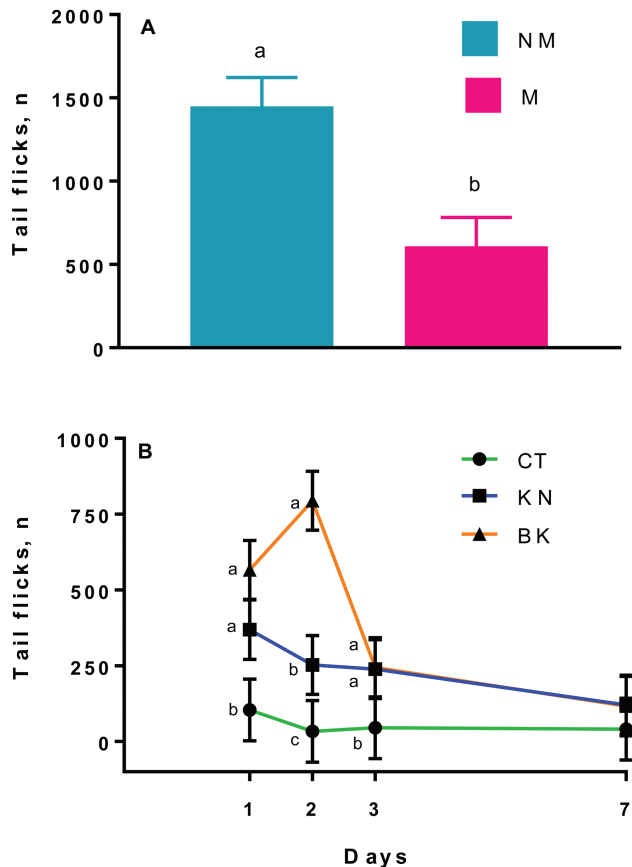 A
Tail flicks, n
2000
1500
1000
500
0
a
b
NM
M
B
Tail flicks, n
1000
750
500
250
0
CT
KN
BK
a
a
a
a
b
a
b
c
b
1 2 3 7
Days